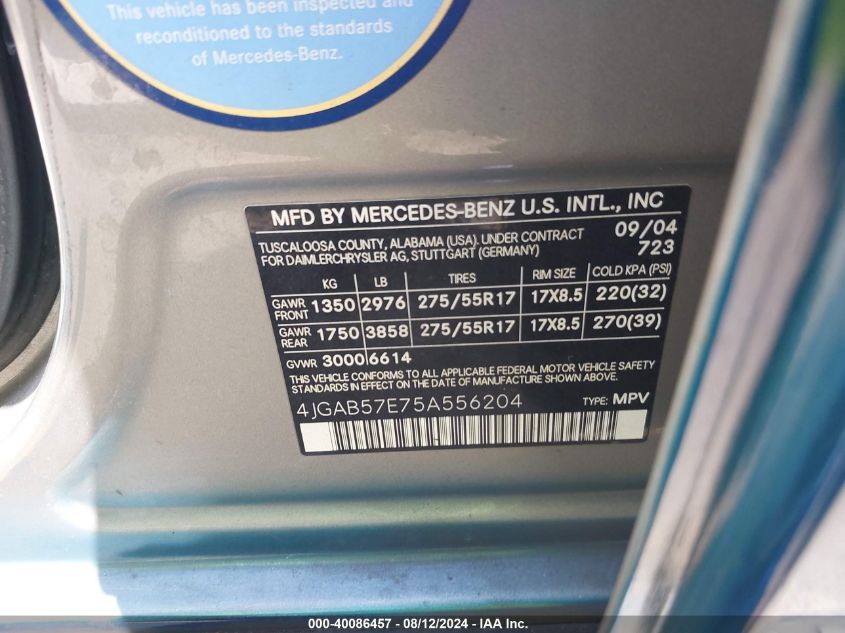 This vehicle has been inspected and
reconditioned to the standards
of Mercedes-Benz.
MFD BY MERCEDES-BENZ U.S. INTL., INC
TUSCALOOSA COUNTY, ALABAMA (USA). UNDER CONTRACT 09/04
FOR DAIMLERCHRYSLER AG, STUTTGART (GERMANY) 723
KG LB TIRES RIM SIZE COLD KPA (PSI)
GAWR FRONT 1350 2976 275/55R17 17X8.5 220(32)
GAWR REAR 1750 3858 275/55R17 17X8.5 270(39)
GVWR 3000 6614
THIS VEHICLE CONFORMS TO ALL APPLICABLE FEDERAL MOTOR VEHICLE SAFETY
STANDARDS IN EFFECT ON THE DATE OF MANUFACTURE SHOWN ABOVE.
4JGAB57E75A556204 TYPE: MPV
000-40086457 - 08/12/2024 - IAA Inc.